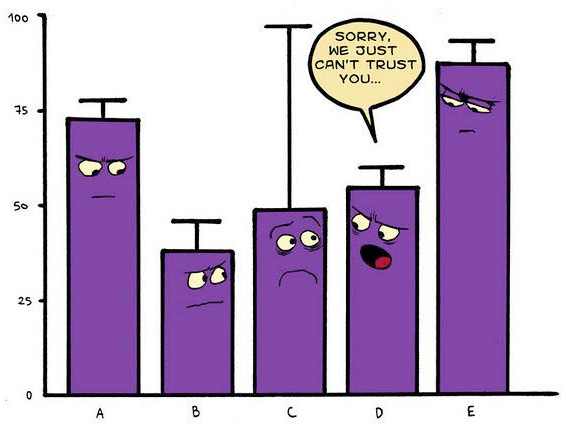 100
SORRY,
WE JUST
CAN'T TRUST
YOU...
75
50
25
0
A B C D E